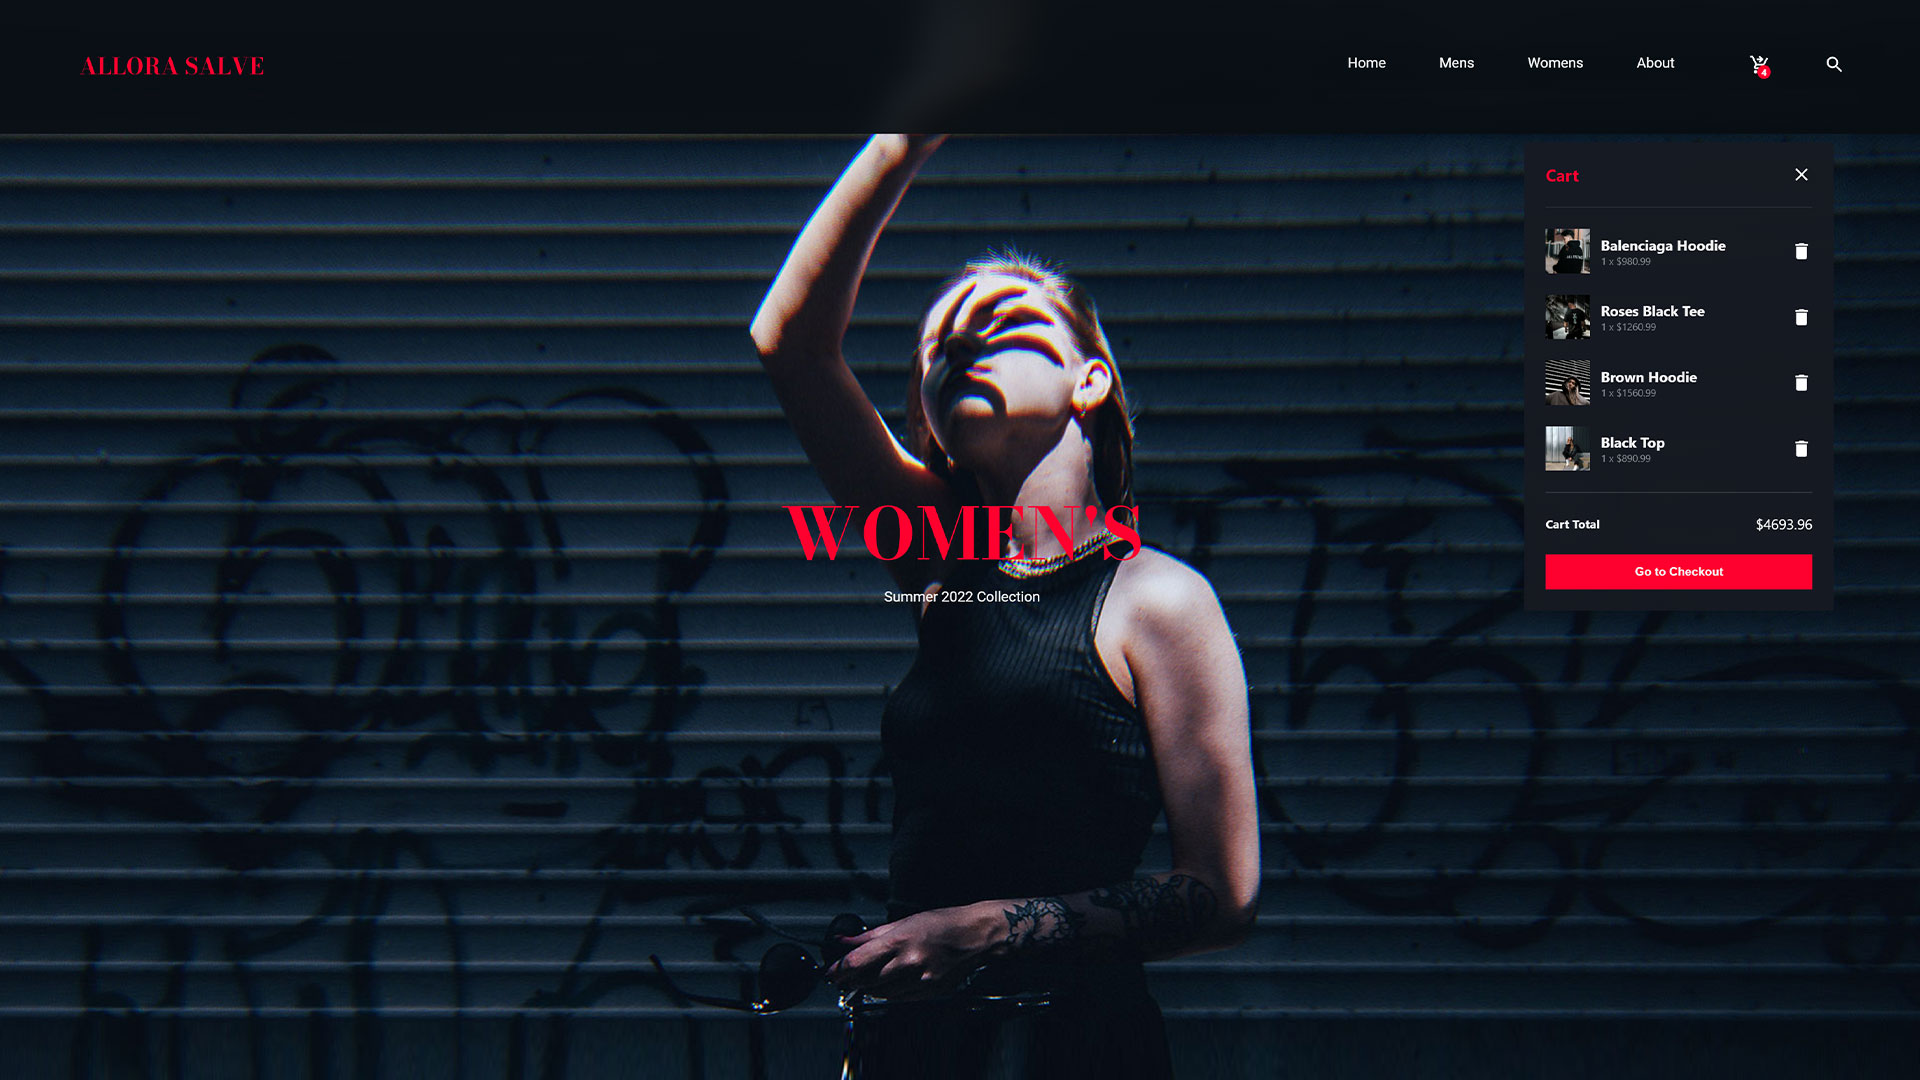 ALLORA SALVE
Home Mens Womens About
4
Cart
Balenciaga Hoodie
1 x $980.99
Roses Black Tee
1 x $1260.99
Brown Hoodie
1 x $1560.99
Black Top
1 x $890.99
Cart Total $4693.96
Go to Checkout
WOMEN'S
Summer 2022 Collection